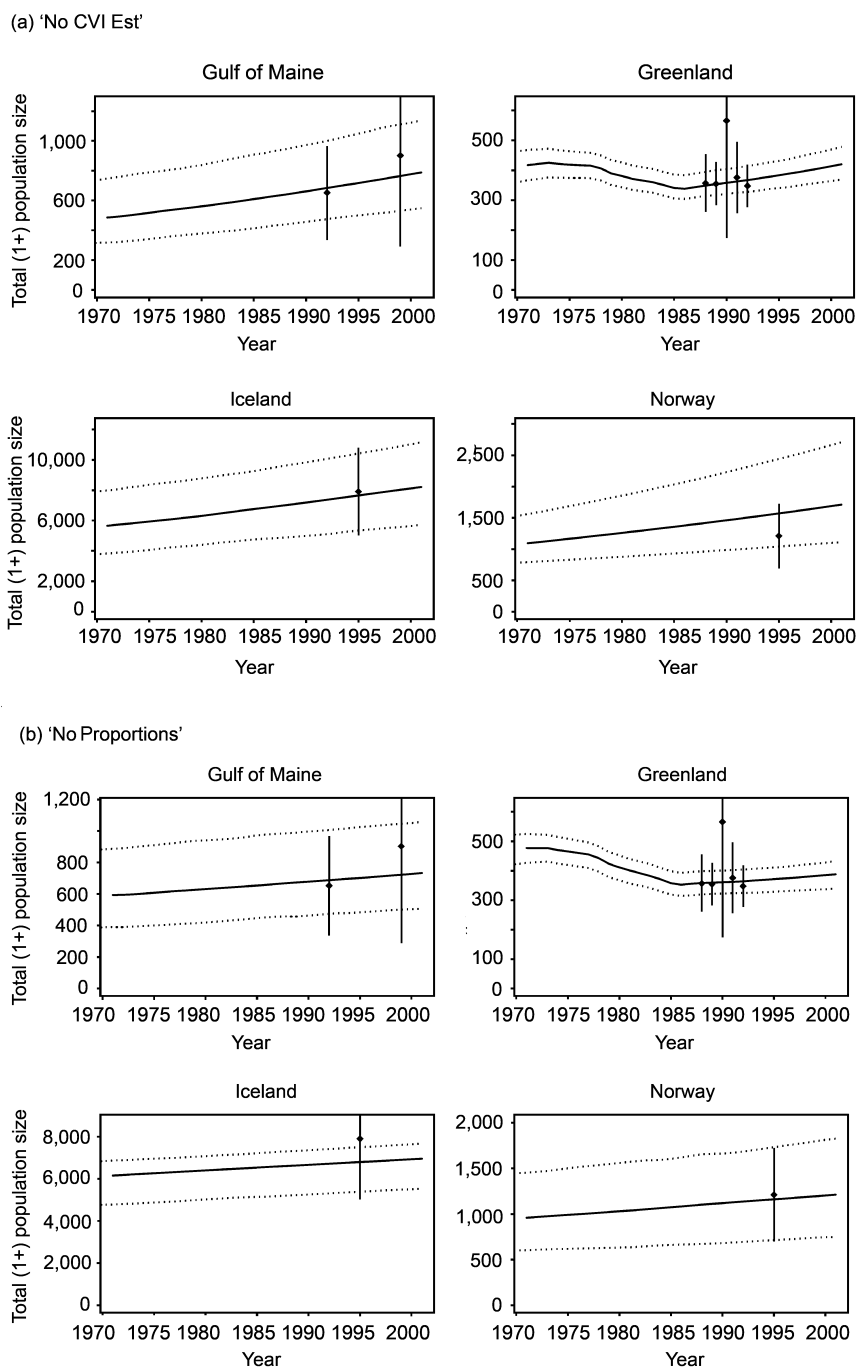 (a) ‘No CVI Est’
Gulf of Maine
Greenland
Total (1+) population size
1,000
600
200
0
1970 1975 1980 1985 1990 1995 2000
Year
500
300
100
0
1970 1975 1980 1985 1990 1995 2000
Year
Iceland
Norway
Total (1+) population size
10,000
6,000
2,000
0
1970 1975 1980 1985 1990 1995 2000
Year
2,500
1,500
500
0
1970 1975 1980 1985 1990 1995 2000
Year
(b) ‘No Proportions’
Gulf of Maine
Greenland
Total (1+) population size
1,200
800
600
400
200
0
1970 1975 1980 1985 1990 1995 2000
Year
500
300
100
0
1970 1975 1980 1985 1990 1995 2000
Year
Iceland
Norway
Total (1+) population size
8,000
6,000
4,000
2,000
0
1970 1975 1980 1985 1990 1995 2000
Year
2,000
1,500
1,000
500
0
1970 1975 1980 1985 1990 1995 2000
Year